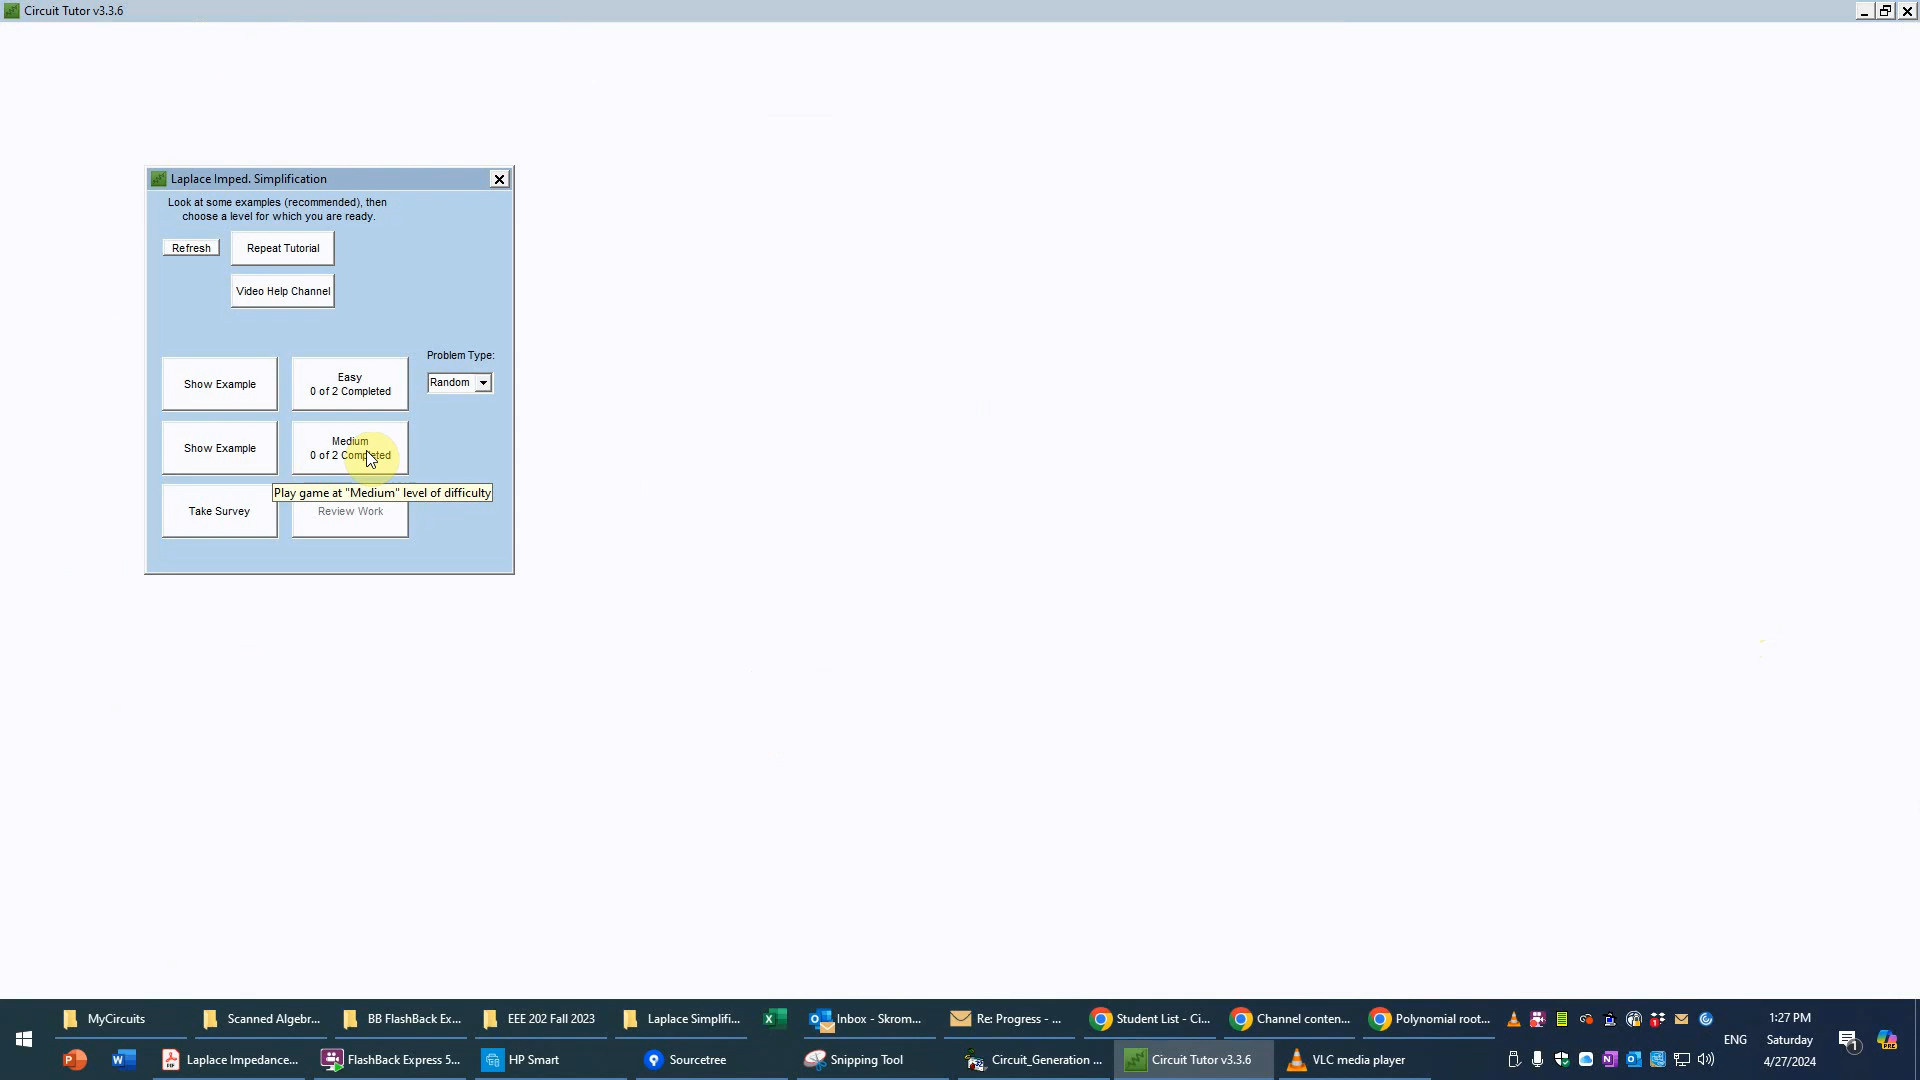 Circuit Tutor v3.3.6
Laplace Imped. Simplification
Look at some examples (recommended), then
choose a level for which you are ready.
Refresh
Repeat Tutorial
Video Help Channel
Problem Type:
Show Example
Easy
0 of 2 Completed
Random
Show Example
Medium
0 of 2 Completed
Play game at "Medium" level of difficulty
Take Survey
Review Work
MyCircuits
Scanned Algebr...
BB FlashBack Ex...
EEE 202 Fall 2023
Laplace Simplifi...
Inbox - Skrom...
Re: Progress - ...
Student List - Ci...
Channel conten...
Polynomial root...
1:27 PM
ENG
Saturday
Laplace Impedance...
FlashBack Express 5...
HP Smart
Sourcetree
Snipping Tool
Circuit_Generation ...
Circuit Tutor v3.3.6
VLC media player
4/27/2024